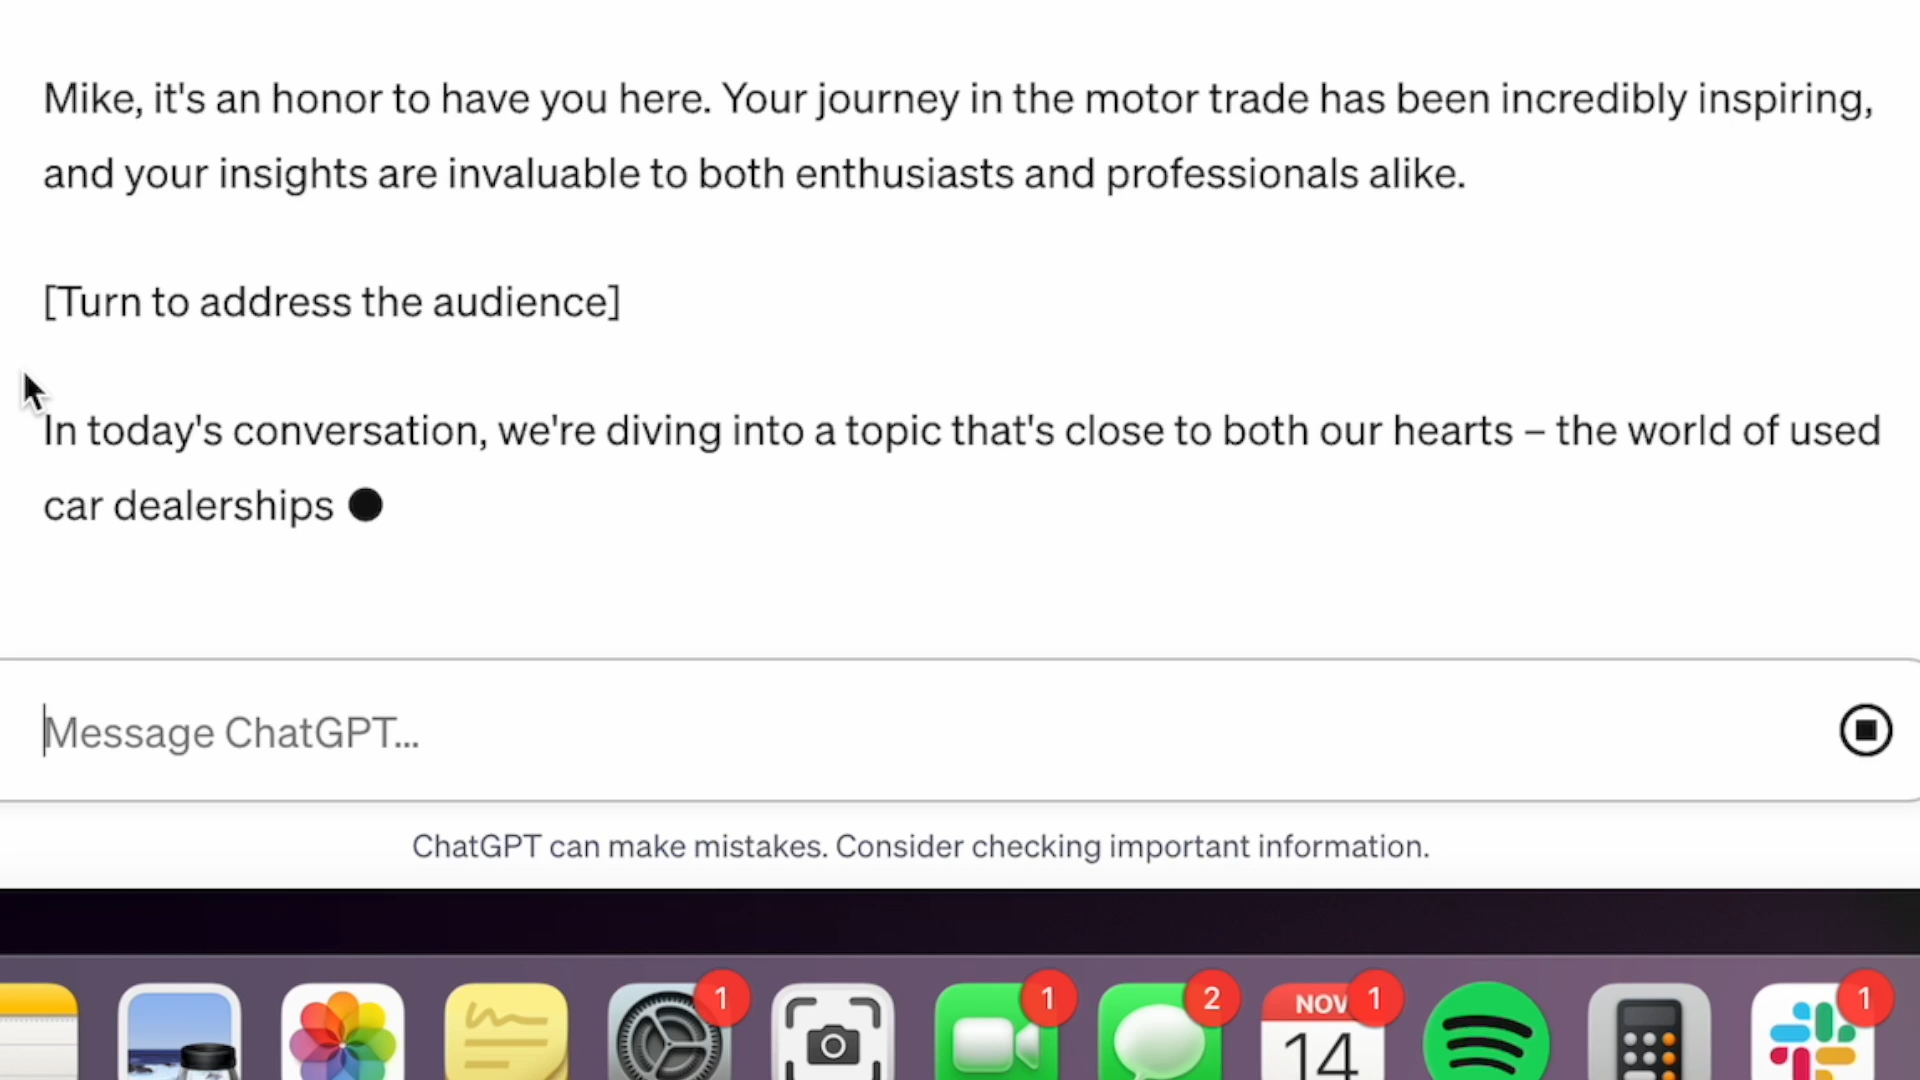 Mike, it's an honor to have you here. Your journey in the motor trade has been incredibly inspiring,
and your insights are invaluable to both enthusiasts and professionals alike.
[Turn to address the audience]
In today's conversation, we're diving into a topic that's close to both our hearts – the world of used
car dealerships
Message ChatGPT...
ChatGPT can make mistakes. Consider checking important information.
1
1
2
NOV
1
1
14